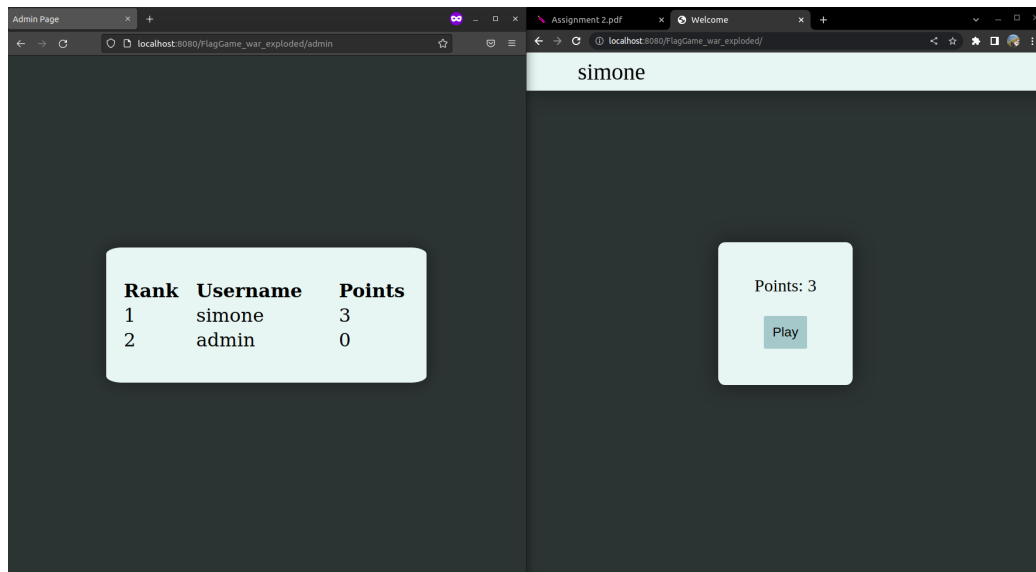 Admin Page
localhost:8080/FlagGame_war_exploded/admin
Rank Username Points
1 simone 3
2 admin 0
Assignment 2.pdf
Welcome
localhost:8080/FlagGame_war_exploded/
simone
Points: 3
Play